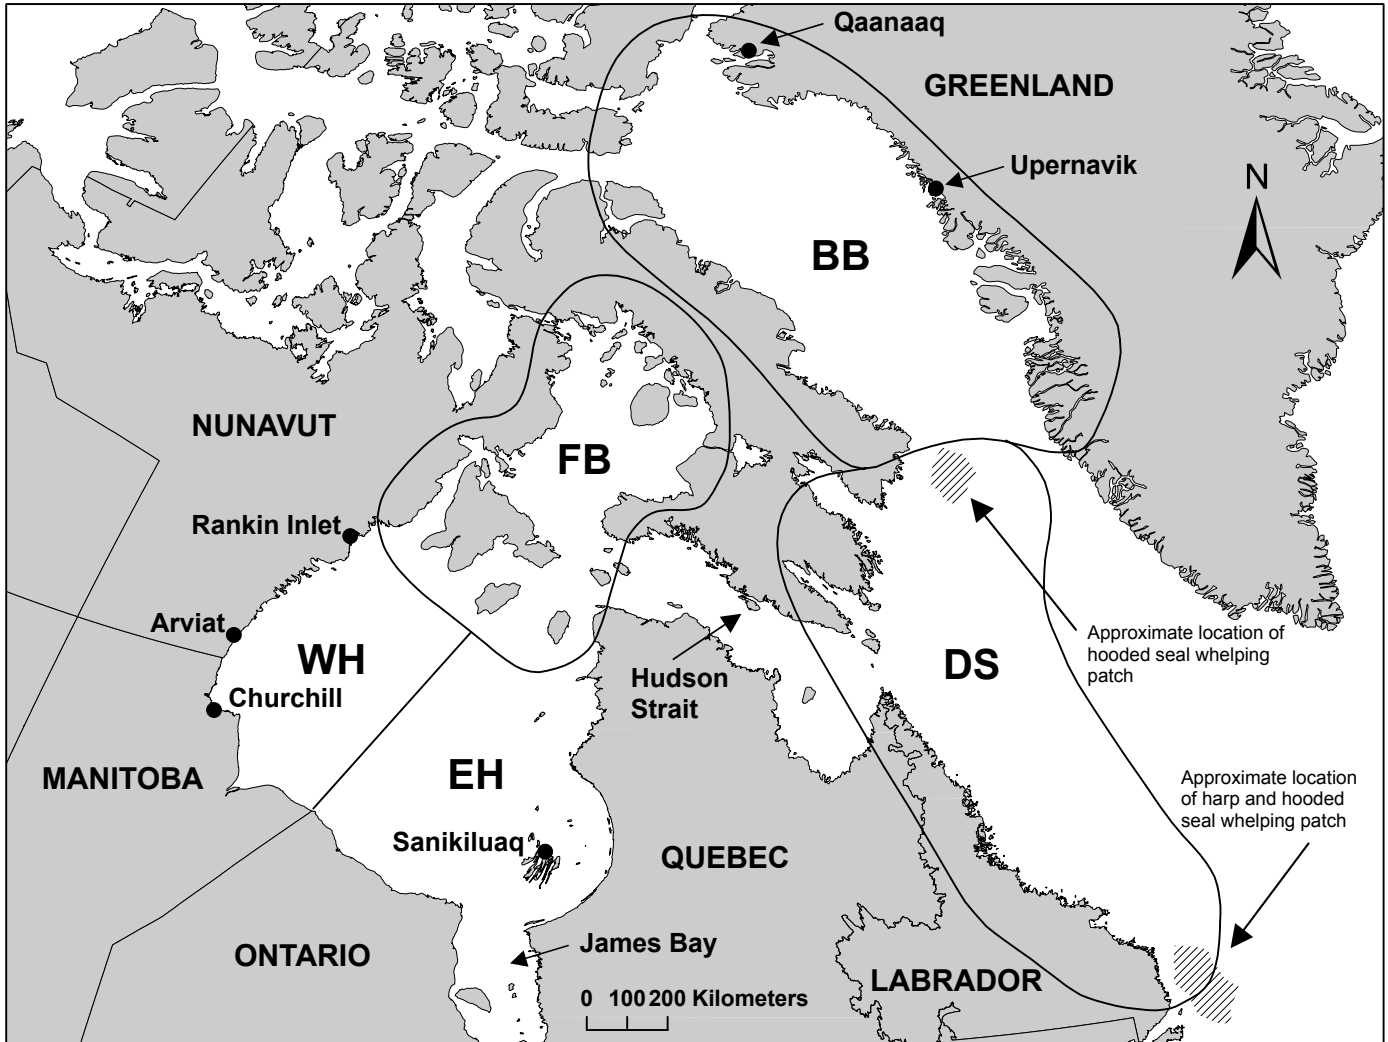 Qaanaaq
GREENLAND
Upernavik
N
BB
NUNAVUT
FB
Rankin Inlet
Arviat
WH
Churchill
Hudson
Strait
DS
Approximate location of
hooded seal whelping
patch
MANITOBA
EH
Approximate location
of harp and hooded
seal whelping patch
Sanikiluaq
QUEBEC
ONTARIO
James Bay
LABRADOR
0 100 200 Kilometers